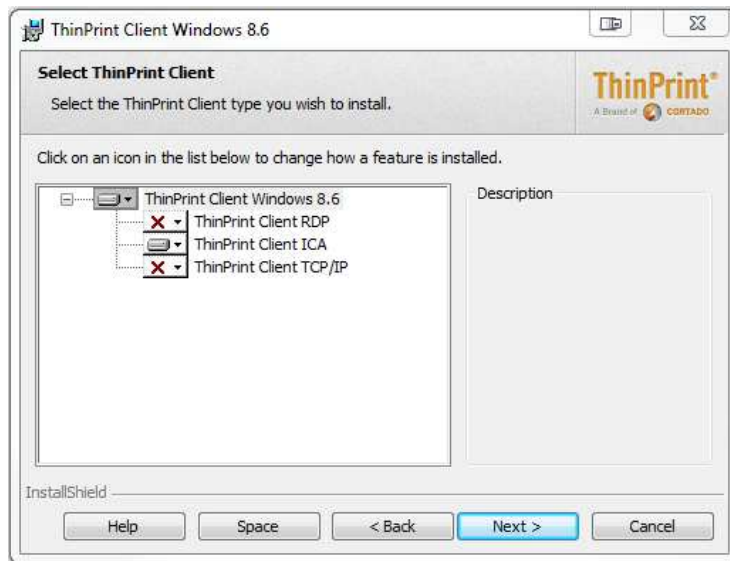 ThinPrint Client Windows 8.6
Select ThinPrint Client
Select the ThinPrint Client type you wish to install.
ThinPrint®
A Brand of CORTADO
Click on an icon in the list below to change how a feature is installed.
ThinPrint Client Windows 8.6
ThinPrint Client RDP
ThinPrint Client ICA
ThinPrint Client TCP/IP
Description
InstallShield
Help
Space
< Back
Next >
Cancel